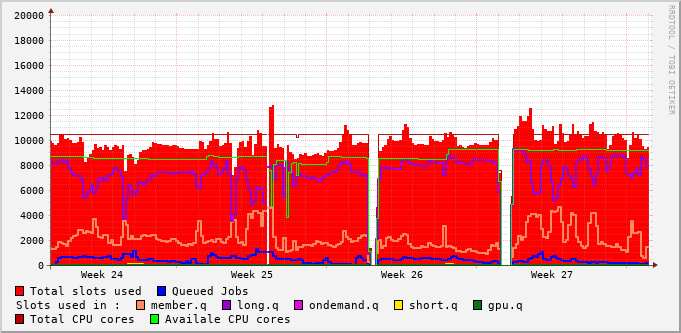 20000
18000
16000
14000
12000
10000
8000
6000
4000
2000
0
Week 24 Week 25 Week 26 Week 27
RRDTOOL / TOBI OETIKER
Total slots used Queued Jobs
Slots used in : member.q long.q ondemand.q short.q gpu.q
Total CPU cores Availale CPU cores